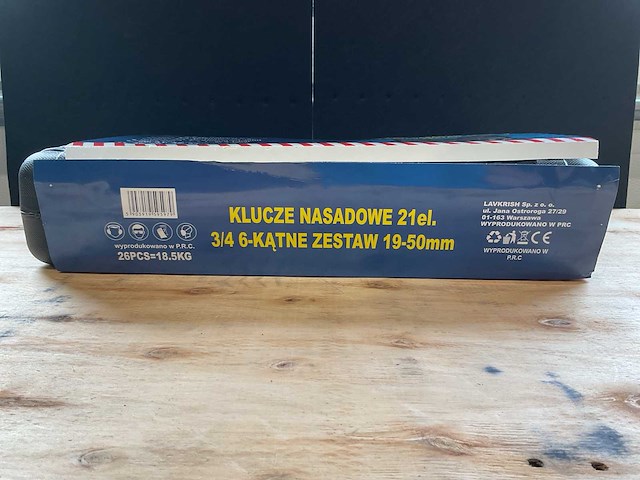 KLUCZE NASADOWE 21el.
3/4 6-KĄTNE ZESTAW 19-50mm
wyprodukowano w P.R.C.
26PCS=18.5KG
LAVKRISH Sp. z o. o.
ul. Jana Ostroroga 27/29
01-163 Warszawa
WYPRODUKOWANO W PRC
CE
WYPRODUKOWANO W
P.R.C